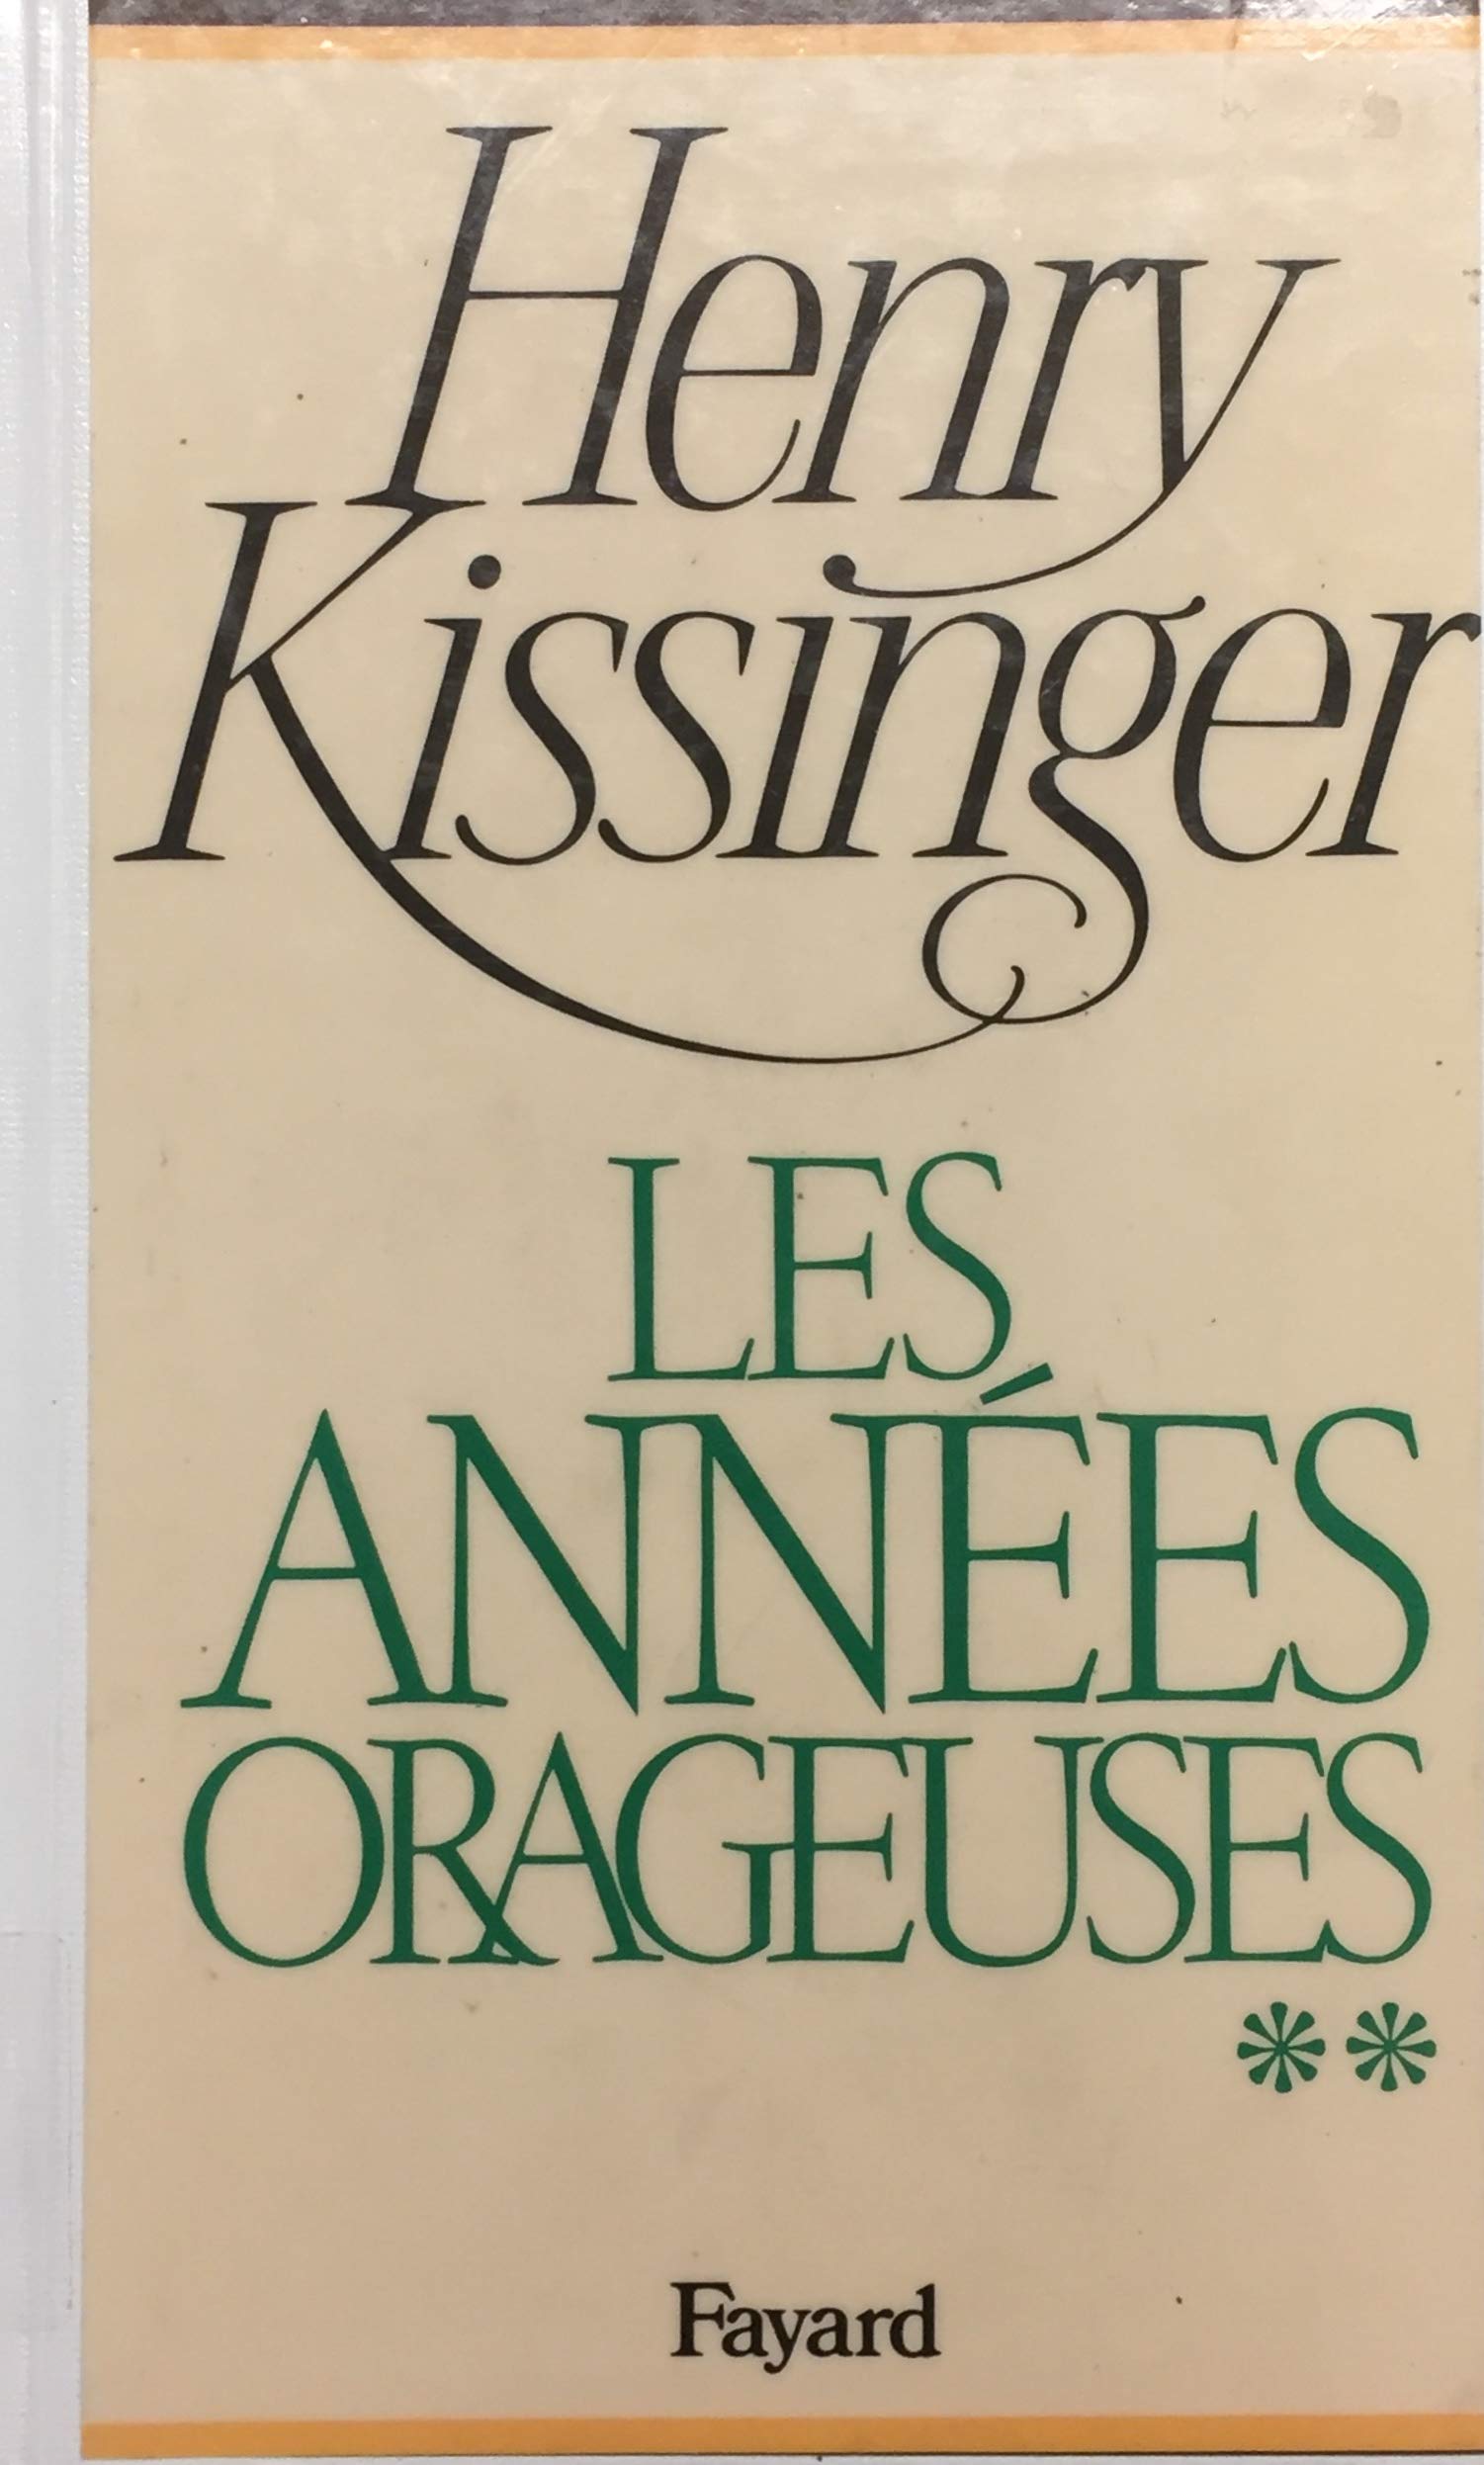 Henry
Kissinger
LES
ANNÉES
ORAGEUSES
**
Fayard